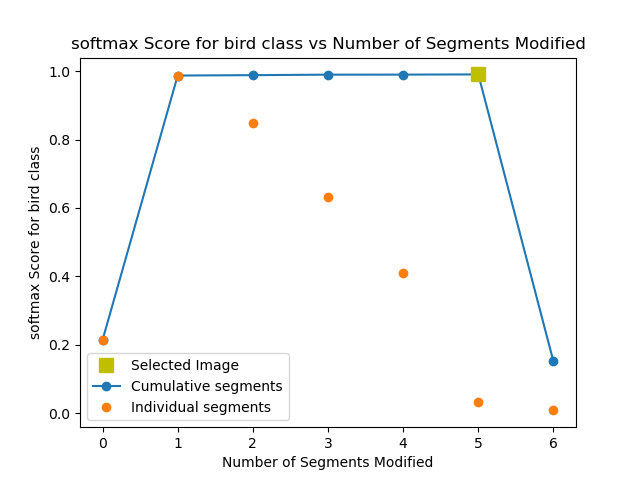 softmax Score for bird class vs Number of Segments Modified
softmax Score for bird class
1.0
0.8
0.6
0.4
0.2
0.0
Selected Image
Cumulative segments
Individual segments
0 1 2 3 4 5 6
Number of Segments Modified